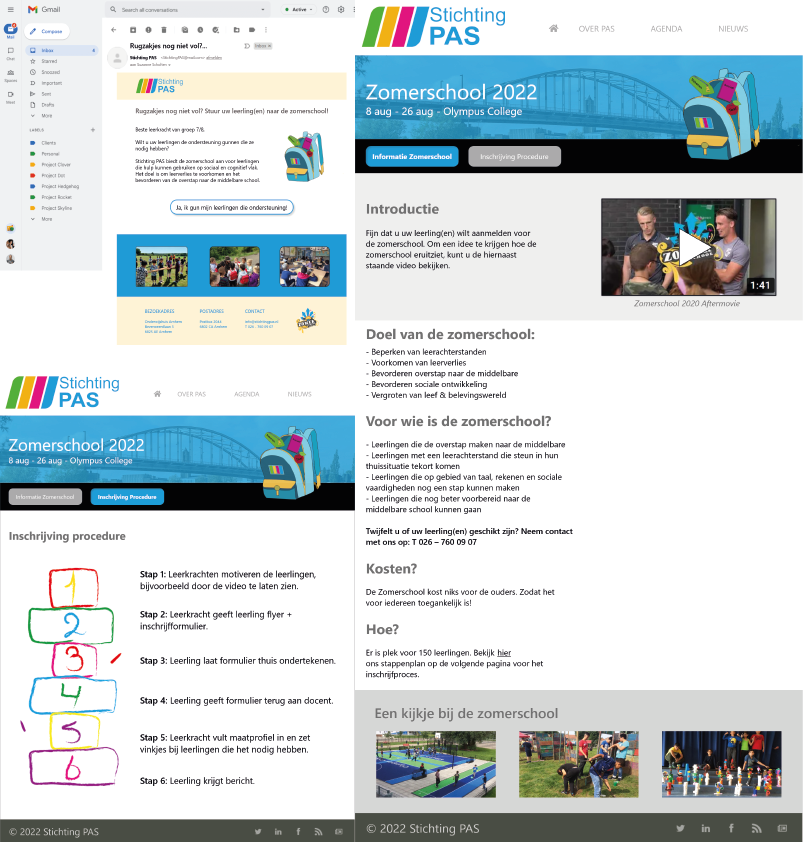 Gmail
Search all conversations
Active
Compose
Mail
Chat
Spaces
Meet
Inbox 4
Starred
Snoozed
Important
Sent
Drafts
More
LABELS
Clients
Personal
Project Clover
Project Dot
Project Hedgehog
Project Rocket
Project Skyline
More
Rugzakjes nog niet vol?...
Inbox
Stichting PAS
Stichting
PAS
Rugzakjes nog niet vol? Stuur uw leerling(en) naar de zomerschool!
Beste leerkracht van groep 7/8,
Wilt u uw leerlingen de ondersteuning gunnen die ze
nodig hebben?
Stichting PAS biedt de zomerschool aan voor leerlingen
die hulp kunnen gebruiken op sociaal en cognitief vlak.
Het doel is om leerverlies te voorkomen en het
bevorderen van de overstap naar de middelbare school.
Ja, ik gun mijn leerlingen die ondersteuning!
BEZOEKADRES
POSTADRES
CONTACT
Stichting
PAS
OVER PAS
AGENDA
NIEUWS
Zomerschool 2022
8 aug - 26 aug - Olympus College
Informatie Zomerschool
Inschrijving Procedure
Inschrijving procedure
1
Stap 1: Leerkrachten motiveren de leerlingen,
bijvoorbeeld door de video te laten zien.
2
Stap 2: Leerkracht geeft leerling flyer +
inschrijfformulier.
3
Stap 3: Leerling laat formulier thuis ondertekenen.
4
Stap 4: Leerling geeft formulier terug aan docent.
5
Stap 5: Leerkracht vult maatprofiel in en zet
vinkjes bij leerlingen die het nodig hebben.
6
Stap 6: Leerling krijgt bericht.
© 2022 Stichting PAS
Stichting
PAS
OVER PAS
AGENDA
NIEUWS
Zomerschool 2022
8 aug - 26 aug - Olympus College
Informatie Zomerschool
Inschrijving Procedure
Introductie
Fijn dat u uw leerling(en) wilt aanmelden voor
de zomerschool. Om een idee te krijgen hoe de
zomerschool eruitziet, kunt u de hiernaast
staande video bekijken.
1:41
Zomerschool 2020 Aftermovie
Doel van de zomerschool:
- Beperken van leerachterstanden
- Voorkomen van leerverlies
- Bevorderen overstap naar de middelbare
- Bevorderen sociale ontwikkeling
- Vergroten van leef & belevingswereld
Voor wie is de zomerschool?
- Leerlingen die de overstap maken naar de middelbare
- Leerlingen met een leerachterstand die steun in hun
thuissituatie tekort komen
- Leerlingen die op gebied van taal, rekenen en sociale
vaardigheden nog een stap kunnen maken
- Leerlingen die nog beter voorbereid naar de
middelbare school kunnen gaan
Twijfelt u of uw leerling(en) geschikt zijn? Neem contact
met ons op: T 026 – 760 09 07
Kosten?
De Zomerschool kost niks voor de ouders. Zodat het
voor iedereen toegankelijk is!
Hoe?
Er is plek voor 150 leerlingen. Bekijk hier
ons stappenplan op de volgende pagina voor het
inschrijfproces.
Een kijkje bij de zomerschool
© 2022 Stichting PAS